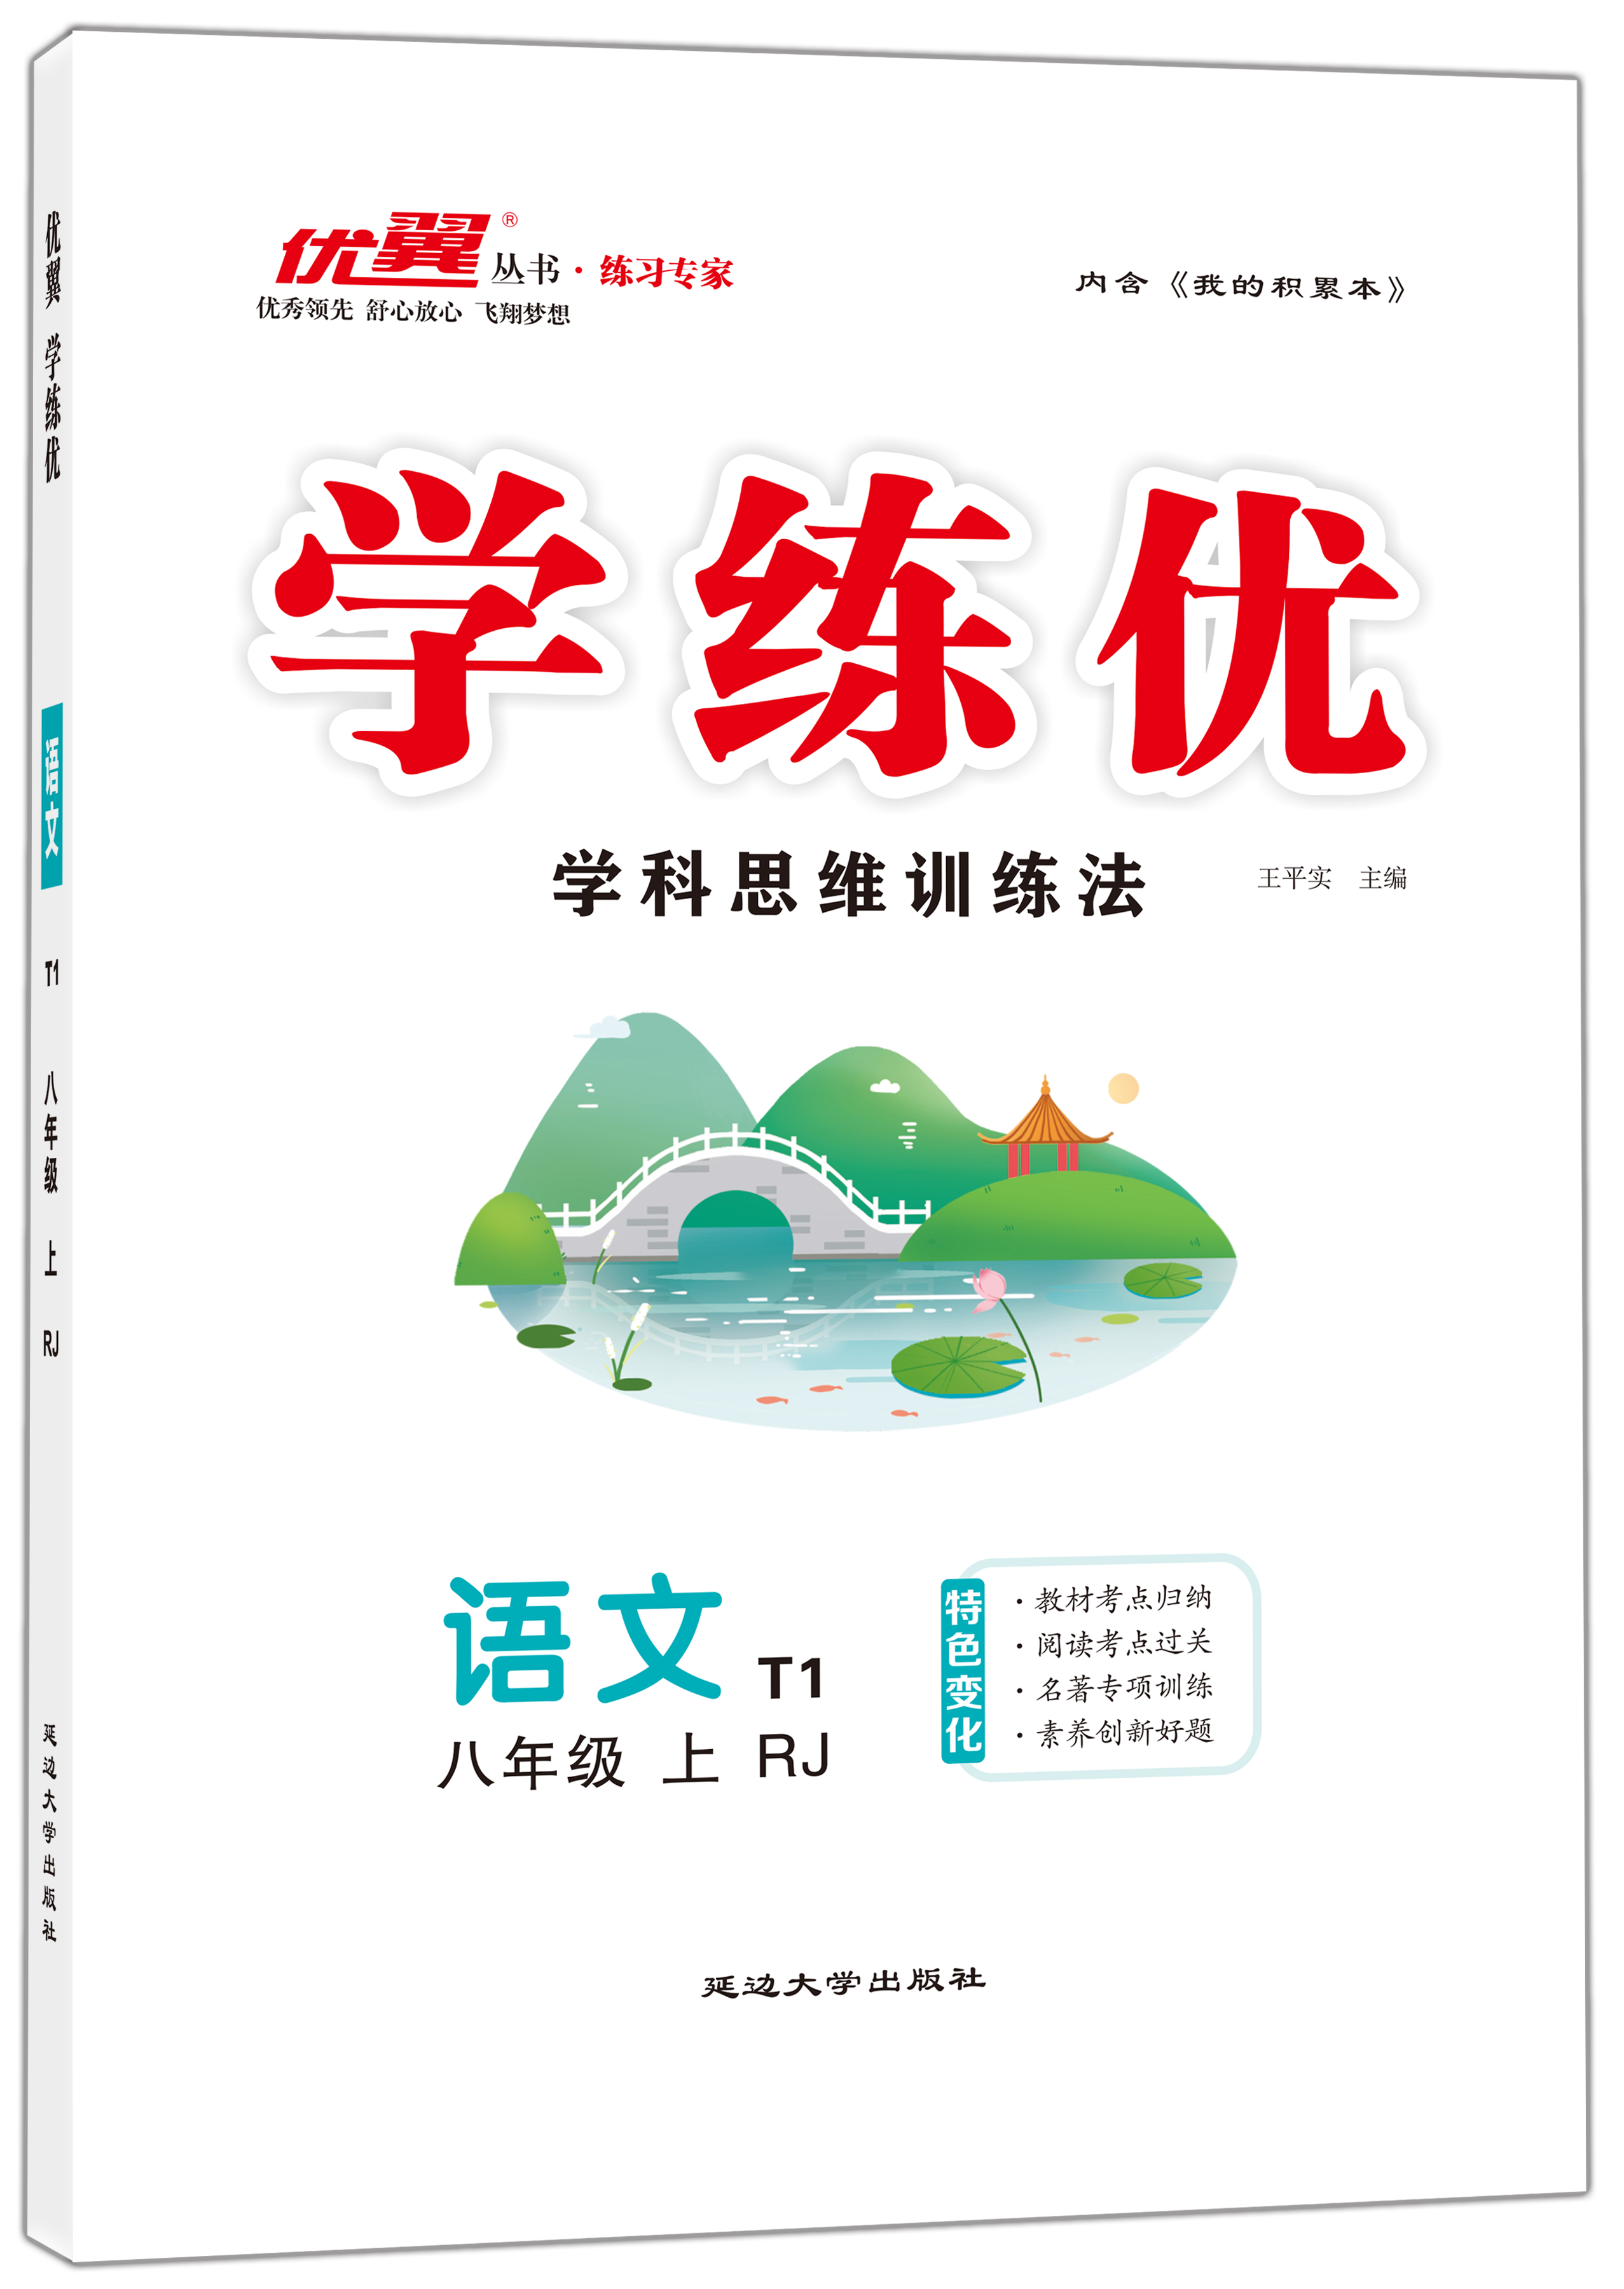 优翼® 丛书·练习专家
优秀领先 舒心放心 飞翔梦想
内含《我的积累本》
学练优
学科思维训练法
王平实 主编
语文 T1
八年级 上 RJ
特色变化
·教材考点归纳
·阅读考点过关
·名著专项训练
·素养创新好题
延边大学出版社
优翼 学练优 语文 T1 八年级 上 RJ 延边大学出版社